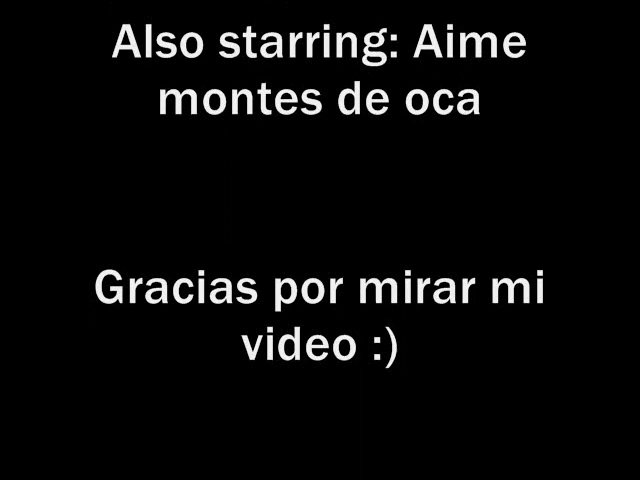 Also starring: Aime
montes de oca
Gracias por mirar mi
video :)